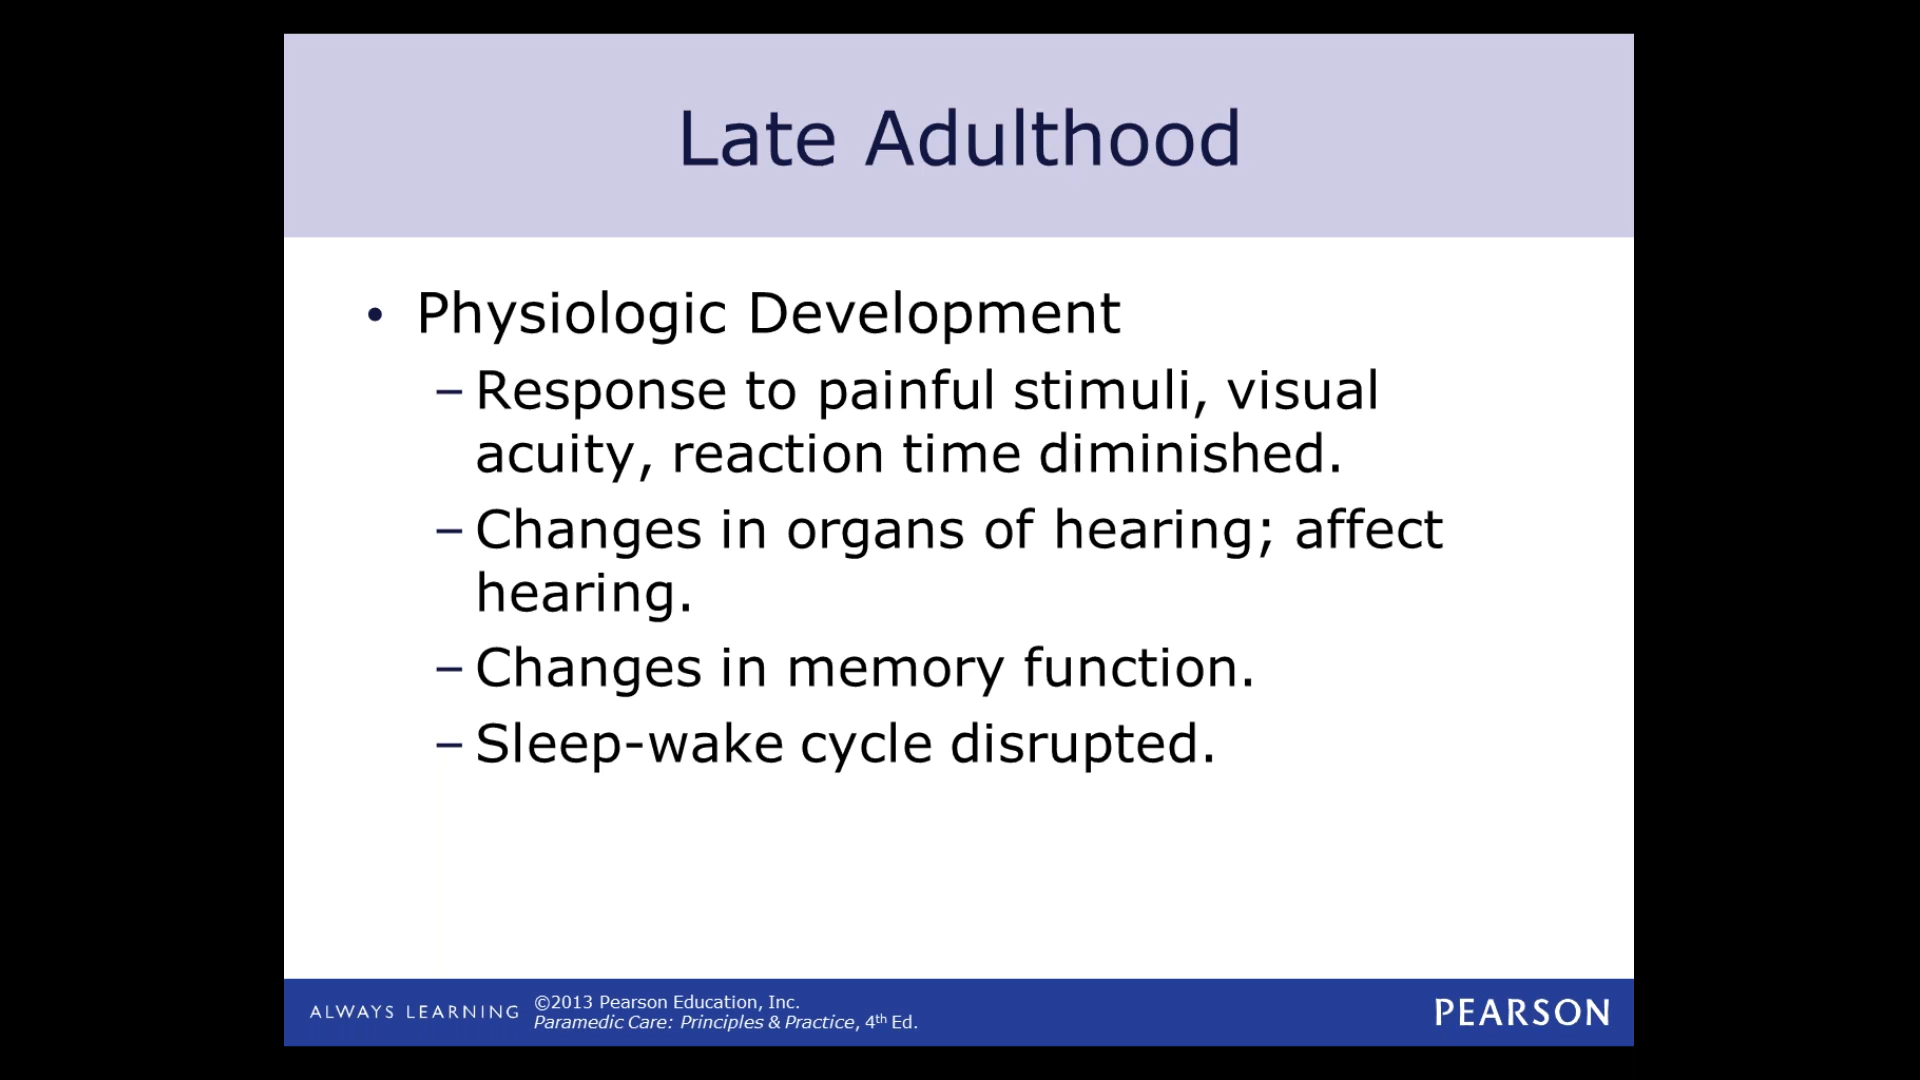 Late Adulthood
• Physiologic Development
– Response to painful stimuli, visual
acuity, reaction time diminished.
– Changes in organs of hearing; affect
hearing.
– Changes in memory function.
– Sleep-wake cycle disrupted.
ALWAYS LEARNING
©2013 Pearson Education, Inc.
Paramedic Care: Principles & Practice, 4th Ed.
PEARSON